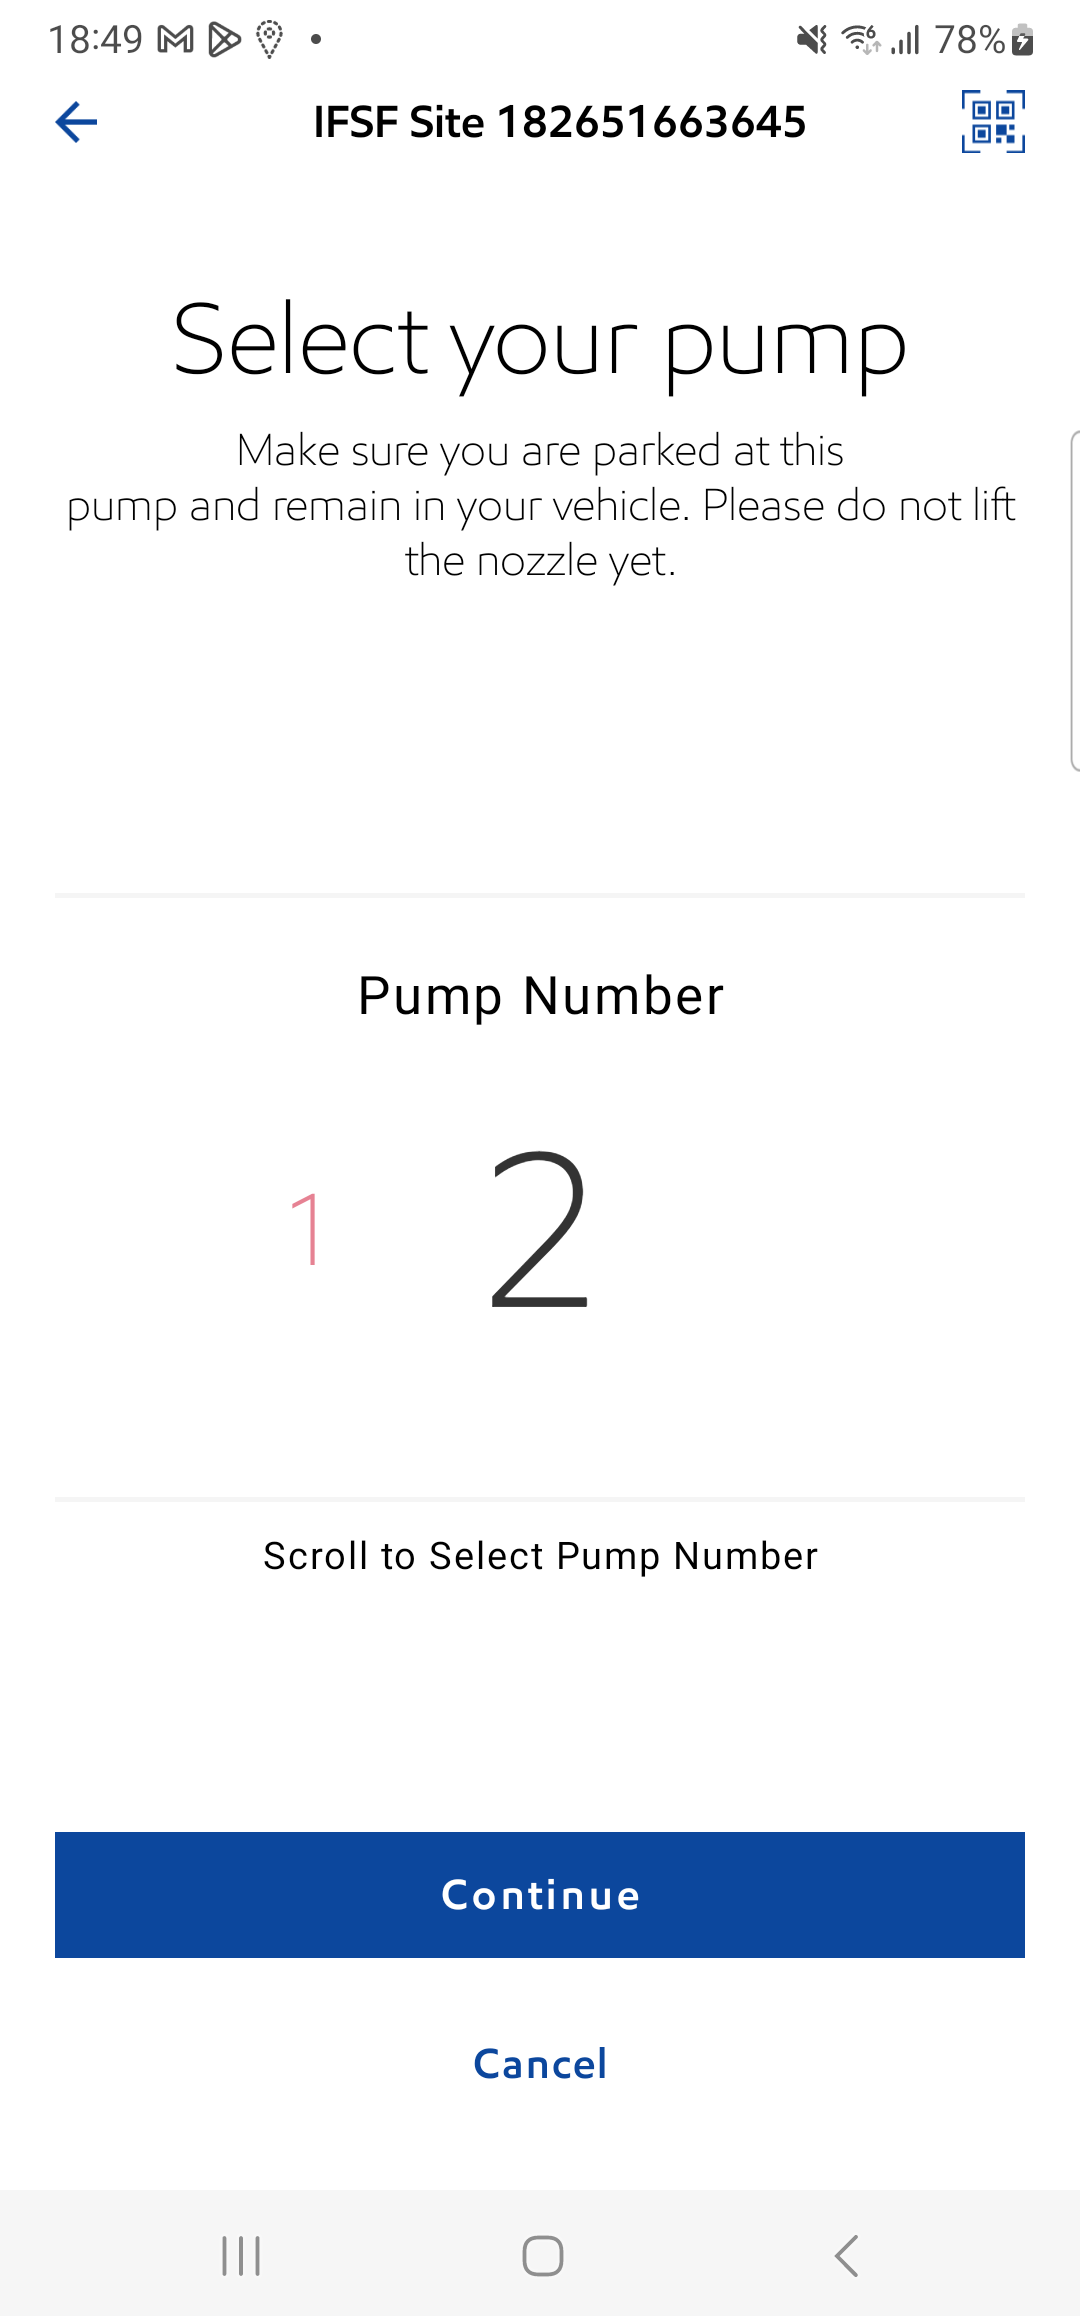 18:49
78%
IFSF Site 182651663645
Select your pump
Make sure you are parked at this
pump and remain in your vehicle. Please do not lift
the nozzle yet.
Pump Number
1 2
Scroll to Select Pump Number
Continue
Cancel